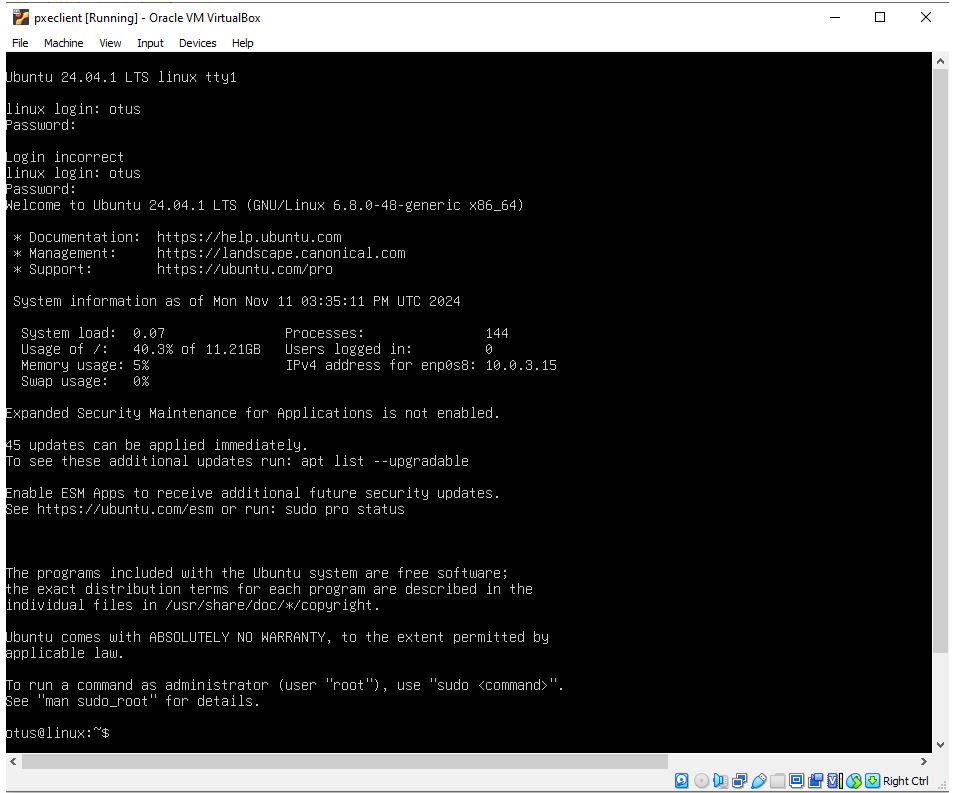 pxeclient [Running] - Oracle VM VirtualBox
File Machine View Input Devices Help
Ubuntu 24.04.1 LTS linux tty1
linux login: otus
Password:
Login incorrect
linux login: otus
Password:
Welcome to Ubuntu 24.04.1 LTS (GNU/Linux 6.8.0-48-generic x86_64)
* Documentation: https://help.ubuntu.com
* Management: https://landscape.canonical.com
* Support: https://ubuntu.com/pro
System information as of Mon Nov 11 03:35:11 PM UTC 2024
System load: 0.07 Processes: 144
Usage of /: 40.3% of 11.21GB Users logged in: 0
Memory usage: 5% IPv4 address for enp0s8: 10.0.3.15
Swap usage: 0%
Expanded Security Maintenance for Applications is not enabled.
45 updates can be applied immediately.
To see these additional updates run: apt list --upgradable
Enable ESM Apps to receive additional future security updates.
See https://ubuntu.com/esm or run: sudo pro status
The programs included with the Ubuntu system are free software;
the exact distribution terms for each program are described in the
individual files in /usr/share/doc/*/copyright.
Ubuntu comes with ABSOLUTELY NO WARRANTY, to the extent permitted by
applicable law.
To run a command as administrator (user "root"), use "sudo <command>".
See "man sudo_root" for details.
otus@linux:~$
Right Ctrl